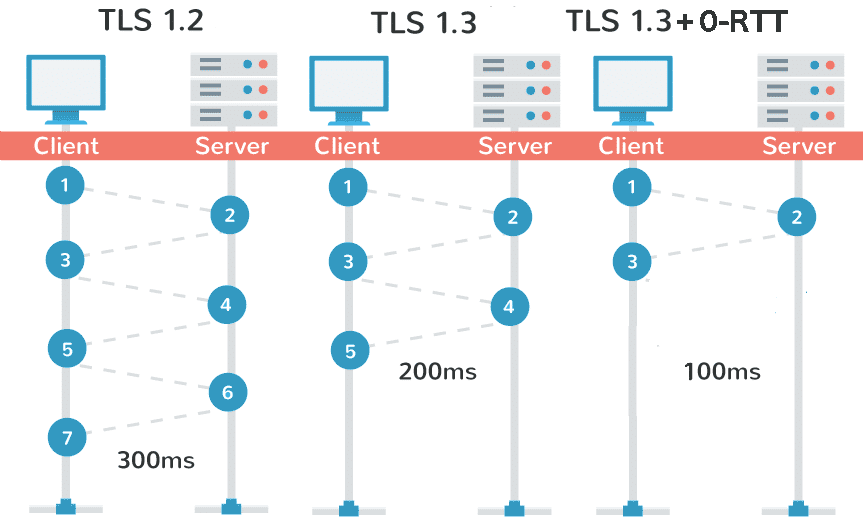 TLS 1.2
TLS 1.3
TLS 1.3 + 0-RTT
Client
Server
Client
Server
Client
Server
1
2
3
4
5
6
7
300ms
1
2
3
4
5
200ms
1
2
3
100ms